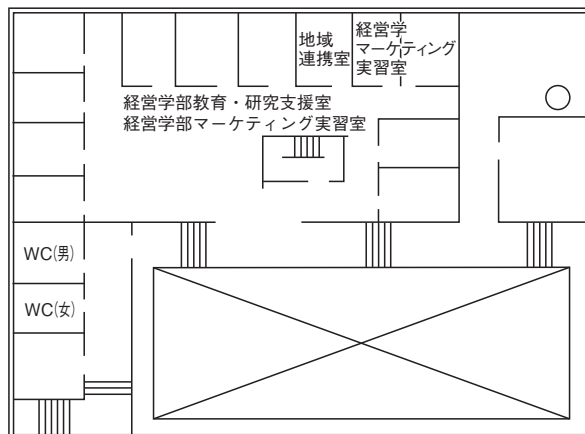 地域
連携室
経営学
マーケティング
実習室
経営学部教育・研究支援室
経営学部マーケティング実習室
WC(男)
WC(女)